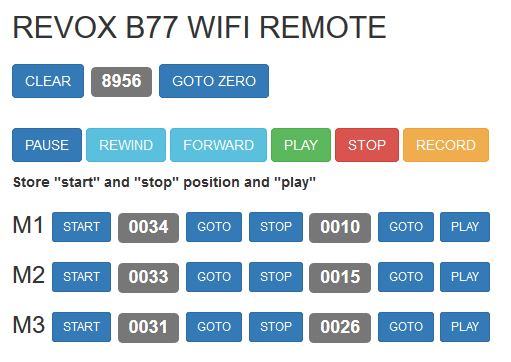 REVOX B77 WIFI REMOTE
CLEAR 8956 GOTO ZERO
PAUSE REWIND FORWARD PLAY STOP RECORD
Store "start" and "stop" position and "play"
M1 START 0034 GOTO STOP 0010 GOTO PLAY
M2 START 0033 GOTO STOP 0015 GOTO PLAY
M3 START 0031 GOTO STOP 0026 GOTO PLAY